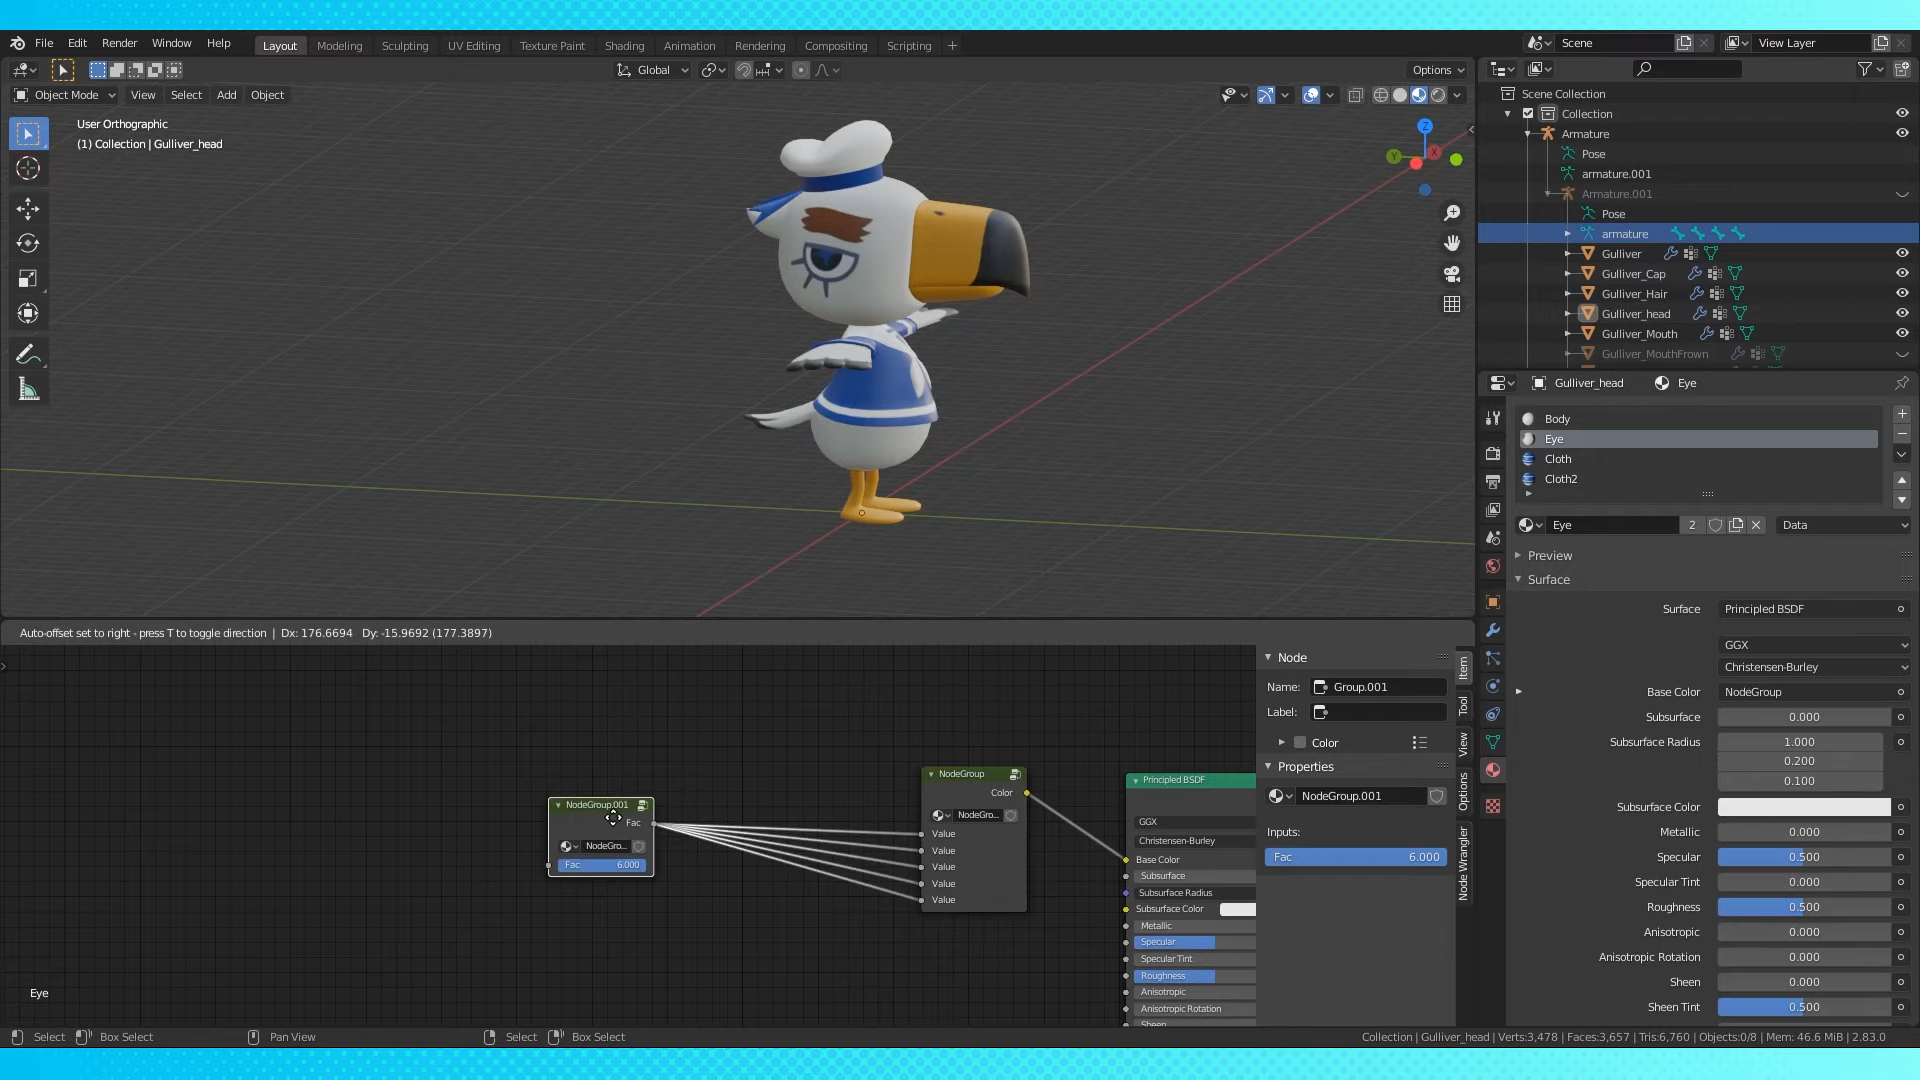 File Edit Render Window Help Layout Modeling Sculpting UV Editing Texture Paint Shading Animation Rendering Compositing Scripting + Scene View Layer
Global Options
Object Mode View Select Add Object
User Orthographic
(1) Collection | Gulliver_head
Z
Y
X
Scene Collection
Collection
Armature
Pose
armature.001
Armature.001
Pose
armature
Gulliver
Gulliver_Cap
Gulliver_Hair
Gulliver_head
Gulliver_Mouth
Gulliver_MouthFrown
Gulliver_head Eye
Body
Eye
Cloth
Cloth2
Eye 2 Data
Preview
Surface
Surface Principled BSDF
GGX
Christensen-Burley
Base Color NodeGroup
Subsurface 0.000
Subsurface Radius 1.000
0.200
0.100
Subsurface Color
Metallic 0.000
Specular 0.500
Specular Tint 0.000
Roughness 0.500
Anisotropic 0.000
Anisotropic Rotation 0.000
Sheen 0.000
Sheen Tint 0.500
Auto-offset set to right - press T to toggle direction | Dx: 176.6694 Dy: -15.9692 (177.3897)
NodeGroup.001
Fac
NodeGro...
Fac 6.000
NodeGroup
Color
NodeGro...
Value
Value
Value
Value
Value
Principled BSDF
GGX
Christensen-Burley
Base Color
Subsurface
Subsurface Radius
Subsurface Color
Metallic
Specular
Specular Tint
Roughness
Anisotropic
Anisotropic Rotation
Sheen
Node
Name: Group.001
Label:
Color
Properties
NodeGroup.001
Inputs:
Fac 6.000
Item
Tool
View
Options
Node Wrangler
Eye
Select Box Select Pan View Select Box Select Collection | Gulliver_head | Verts:3,478 | Faces:3,657 | Tris:6,760 | Objects:0/8 | Mem: 46.6 MiB | 2.83.0